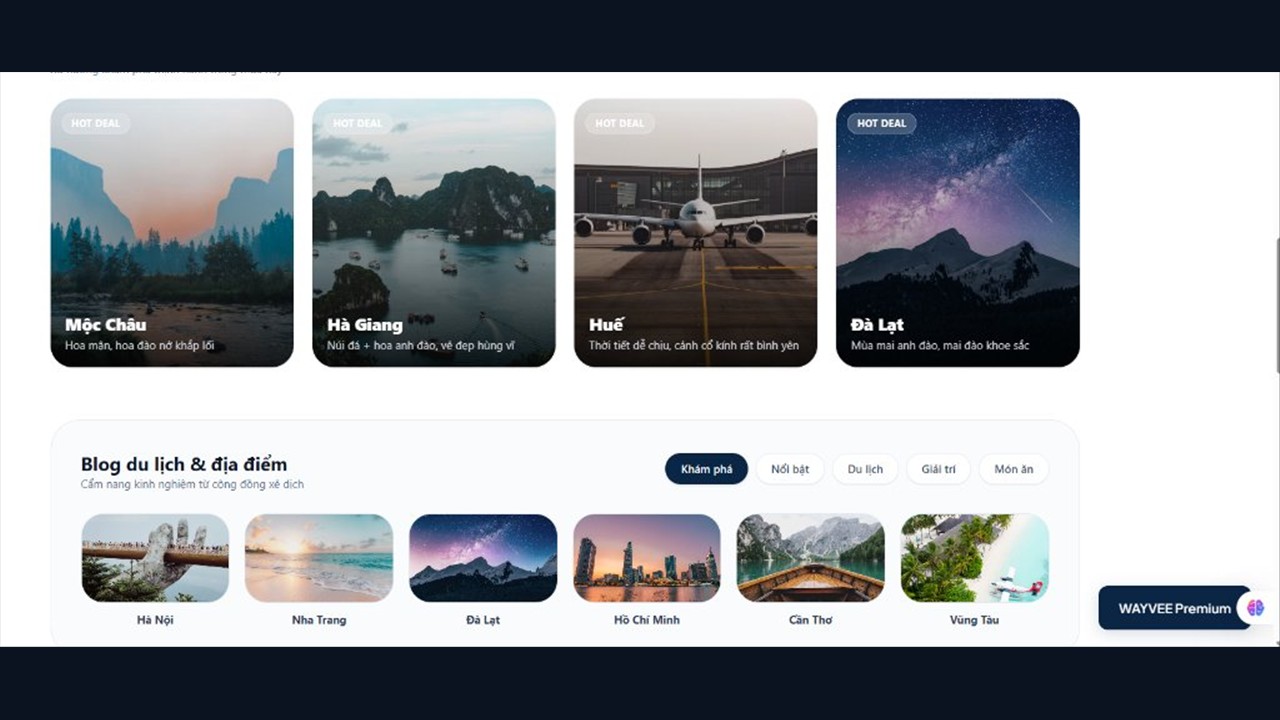 HOT DEAL
HOT DEAL
HOT DEAL
HOT DEAL
Mộc Châu
Hoa mận, hoa đào nở khắp lối
Hà Giang
Núi đá + hoa anh đào, vẻ đẹp hùng vĩ
Huế
Thời tiết dễ chịu, cảnh cổ kính rất bình yên
Đà Lạt
Mùa mai anh đào, mai đào khoe sắc
Blog du lịch & địa điểm
Cẩm nang kinh nghiệm từ cộng đồng xê dịch
Khám phá
Nổi bật
Du lịch
Giải trí
Món ăn
Hà Nội
Nha Trang
Đà Lạt
Hồ Chí Minh
Cần Thơ
Vũng Tàu
WAYVEE Premium